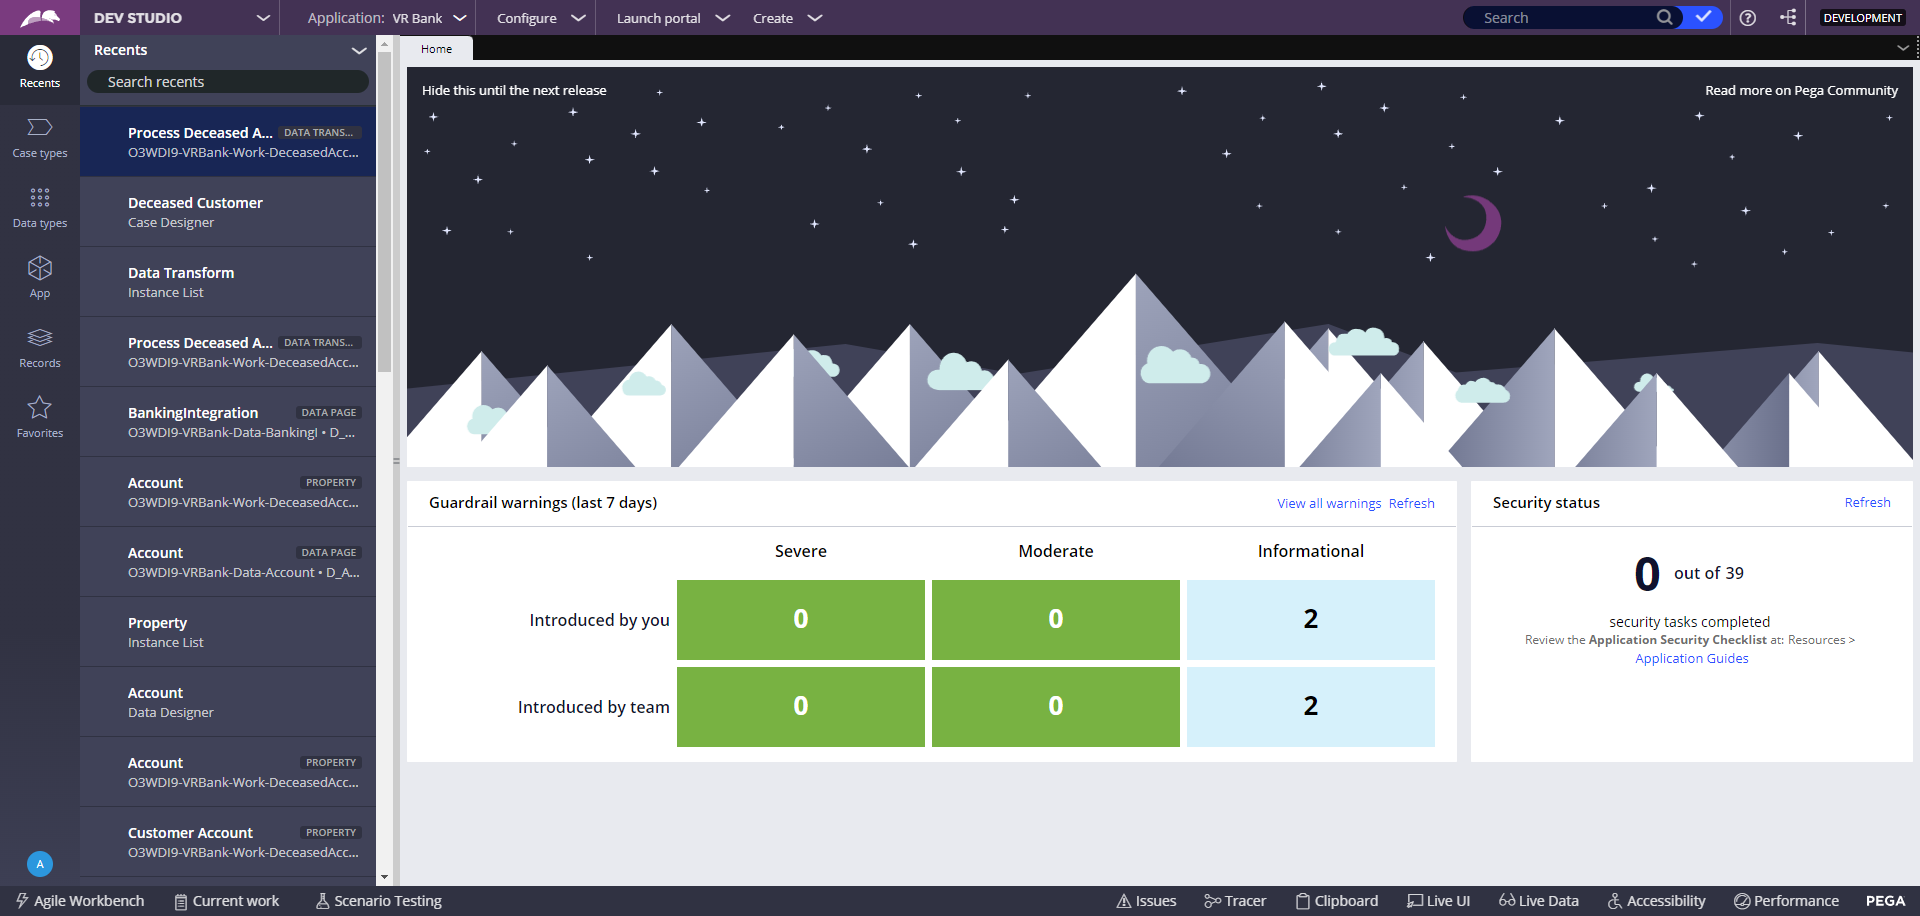 DEV STUDIO
Application: VR Bank
Configure
Launch portal
Create
Search
DEVELOPMENT
Recents
Case types
Data types
App
Records
Favorites
A
Recents
Search recents
Process Deceased A... DATA TRANS...
O3WDI9-VRBank-Work-DeceasedAcc...
Deceased Customer
Case Designer
Data Transform
Instance List
Process Deceased A... DATA TRANS...
O3WDI9-VRBank-Work-DeceasedAcc...
BankingIntegration DATA PAGE
O3WDI9-VRBank-Data-BankingI • D_...
Account PROPERTY
O3WDI9-VRBank-Work-DeceasedAcc...
Account DATA PAGE
O3WDI9-VRBank-Data-Account • D_A...
Property
Instance List
Account
Data Designer
Account PROPERTY
O3WDI9-VRBank-Work-DeceasedAcc...
Customer Account PROPERTY
O3WDI9-VRBank-Work-DeceasedAcc...
Home
Hide this until the next release
Read more on Pega Community
Guardrail warnings (last 7 days)
View all warnings Refresh
Severe Moderate Informational
Introduced by you 0 0 2
Introduced by team 0 0 2
Security status
Refresh
0 out of 39
security tasks completed
Review the Application Security Checklist at: Resources >
Application Guides
Agile Workbench
Current work
Scenario Testing
Issues
Tracer
Clipboard
Live UI
Live Data
Accessibility
Performance
PEGA